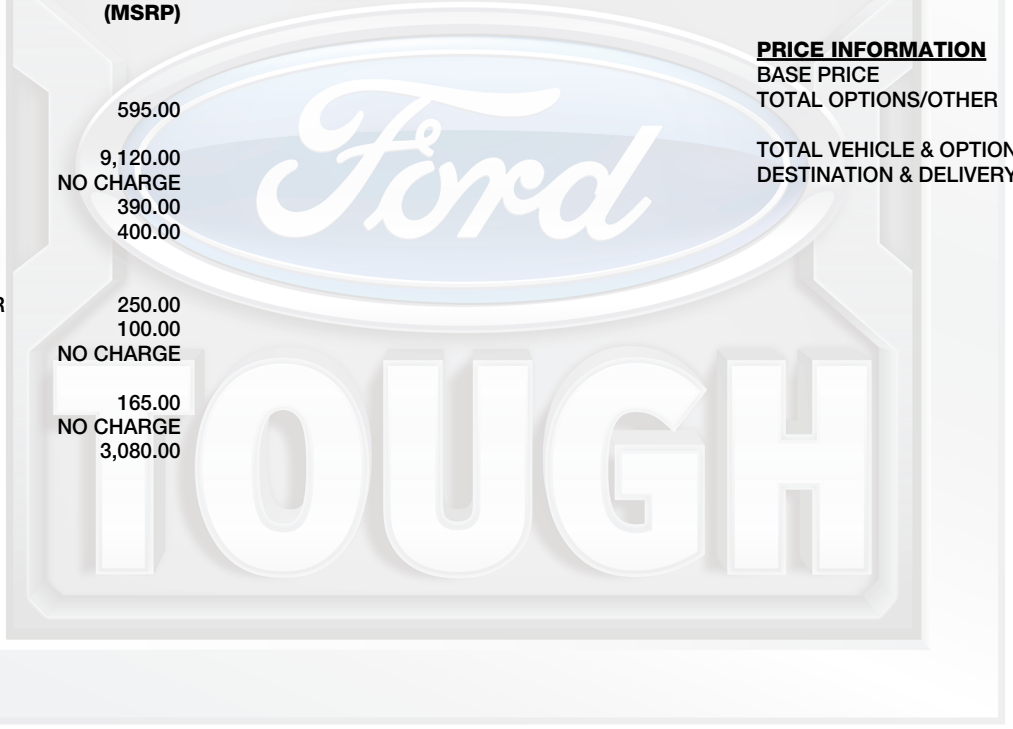 (MSRP)
595.00
9,120.00
NO CHARGE
390.00
400.00
R 250.00
100.00
NO CHARGE
165.00
NO CHARGE
3,080.00
PRICE INFORMATION
BASE PRICE
TOTAL OPTIONS/OTHER
TOTAL VEHICLE & OPTION
DESTINATION & DELIVERY
Ford
TOUGH